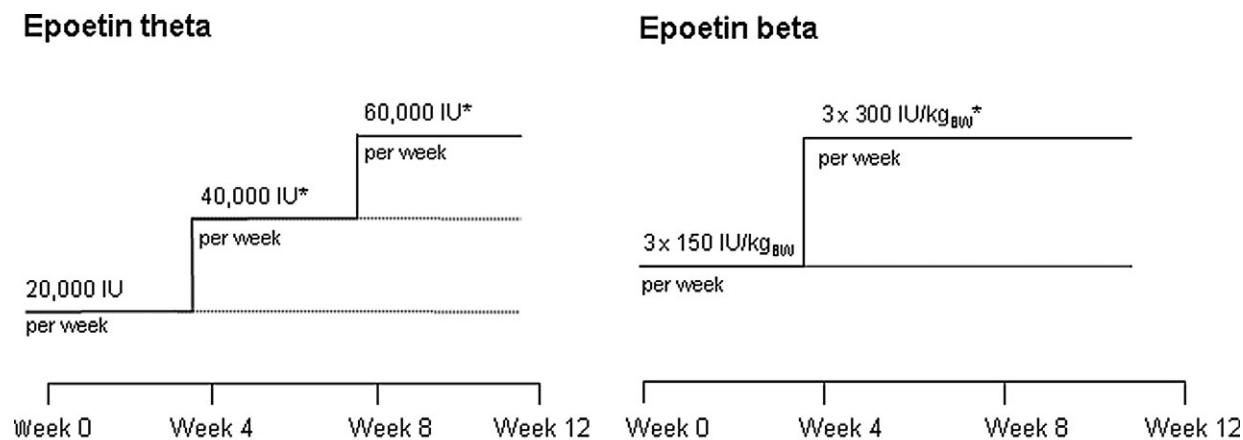 Epoetin theta
60,000 IU*
per week
40,000 IU*
per week
20,000 IU
per week
Week 0 Week 4 Week 8 Week 12
Epoetin beta
3 x 300 IU/kgBW*
per week
3 x 150 IU/kgBW
per week
Week 0 Week 4 Week 8 Week 12